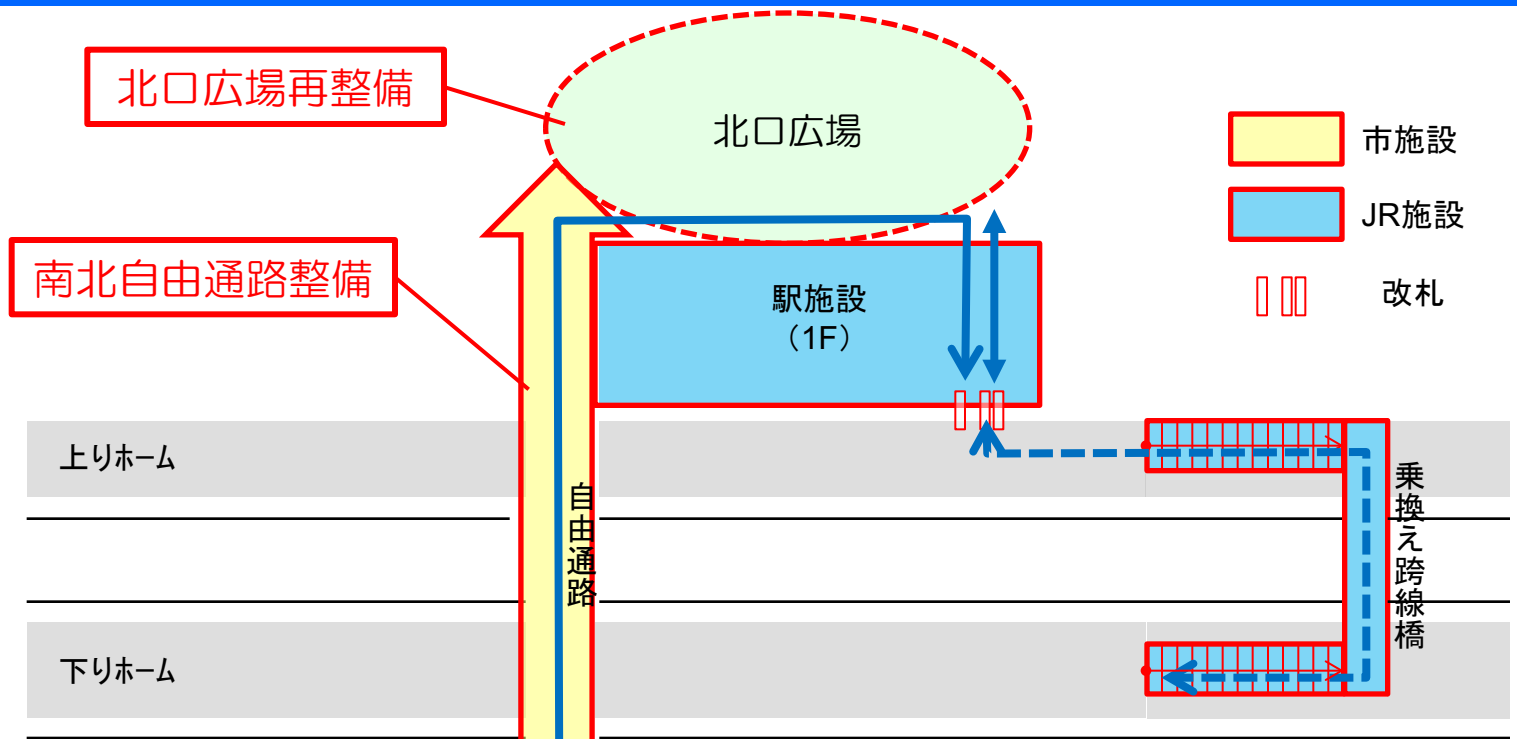 北口広場再整備
北口広場
市施設
JR施設
改札
南北自由通路整備
駅施設
（1F）
上りホーム
自由通路
乗換え跨線橋
下りホーム